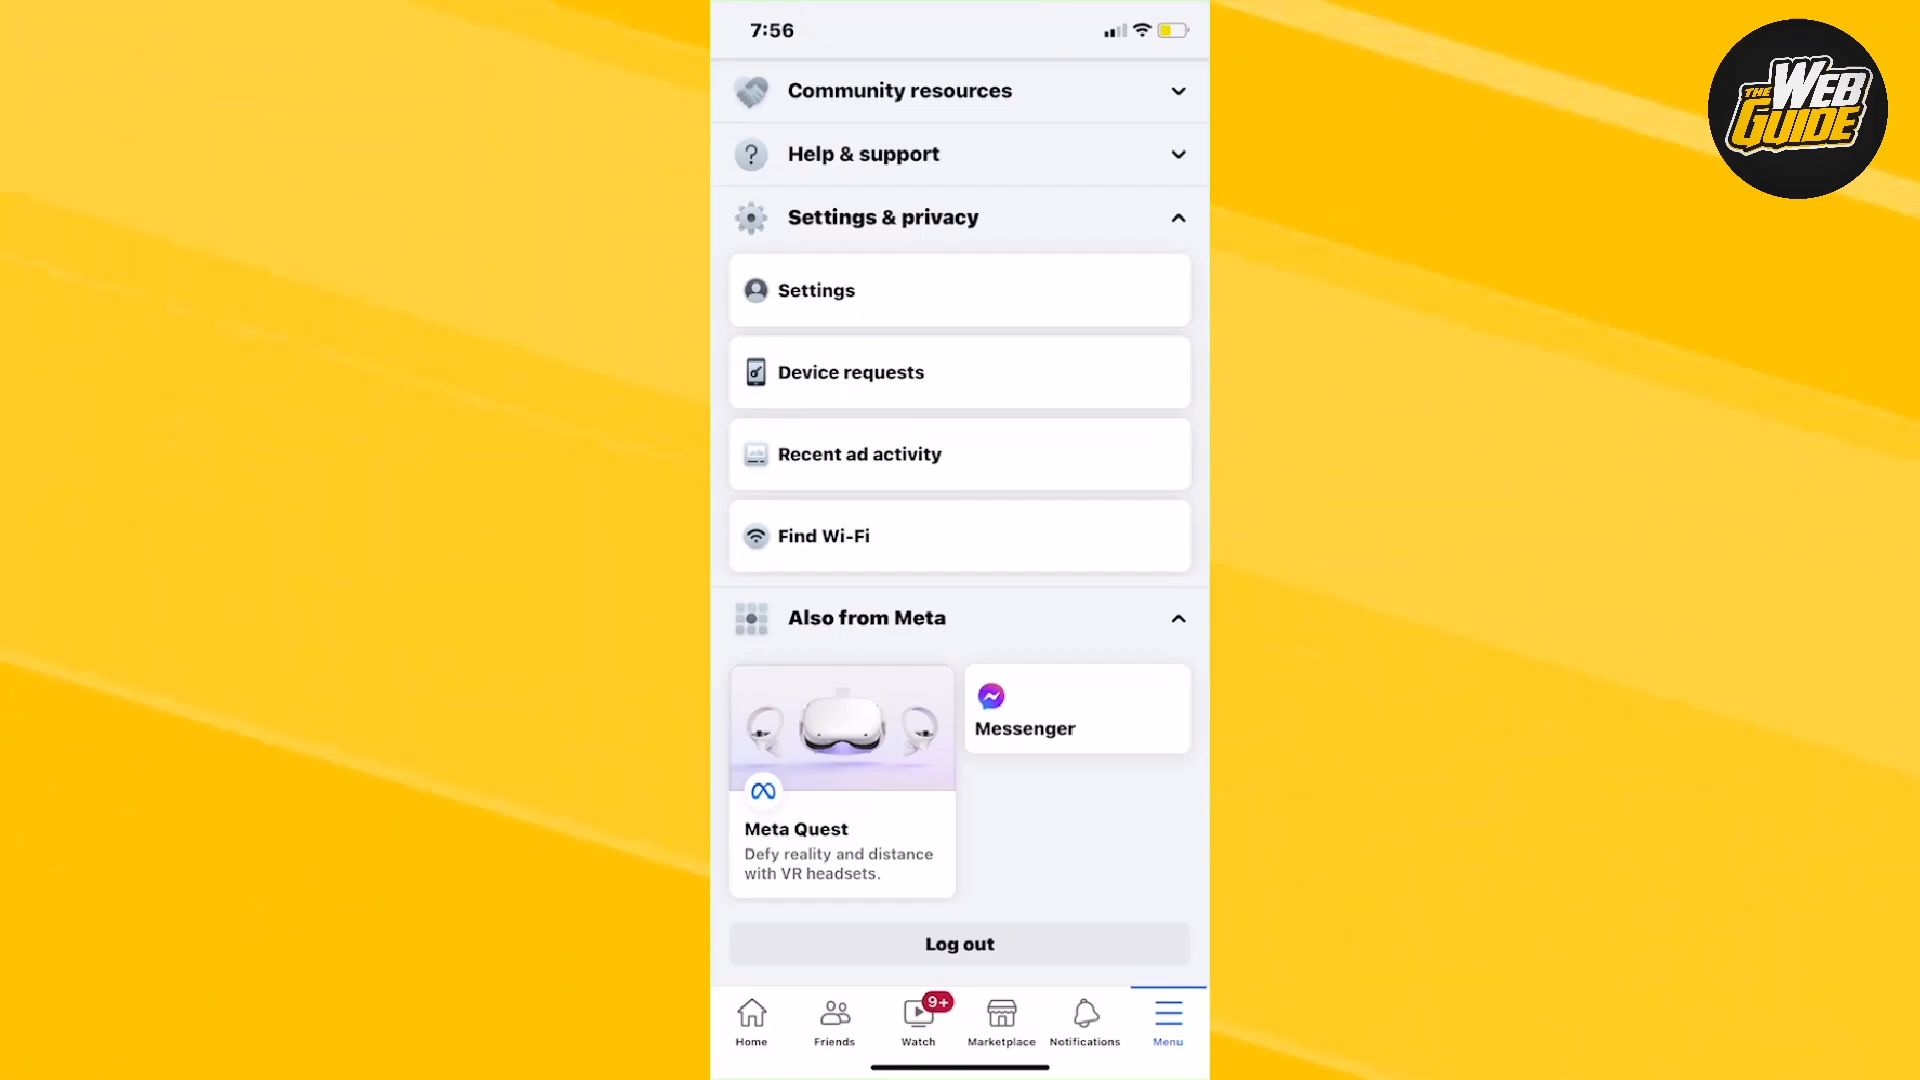 7:56
THE
WEB
GUIDE
Community resources
Help & support
Settings & privacy
Settings
Device requests
Recent ad activity
Find Wi-Fi
Also from Meta
Messenger
Meta Quest
Defy reality and distance
with VR headsets.
Log out
9+
Home
Friends
Watch
Marketplace
Notifications
Menu